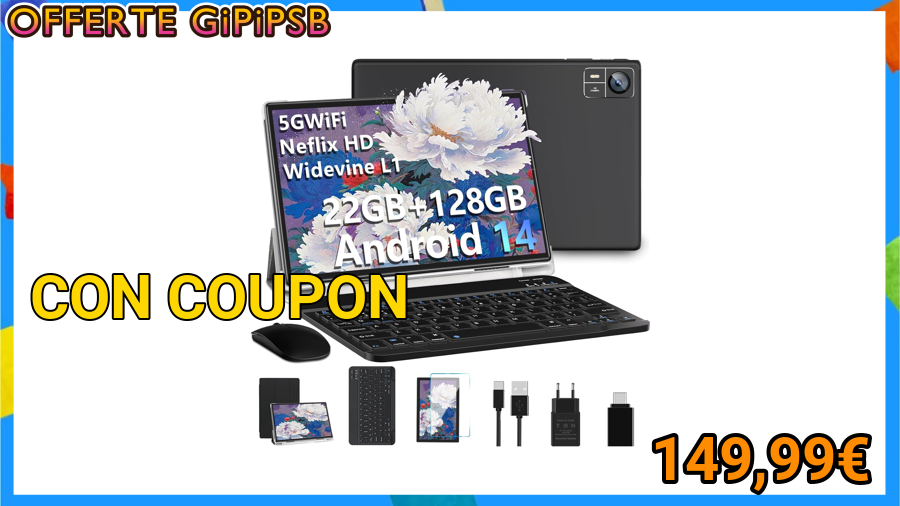 OFFERTE GiPiPSB
5GWiFi
Neflix HD
Widevine L1
22GB+128GB
Android 14
CON COUPON
149,99€